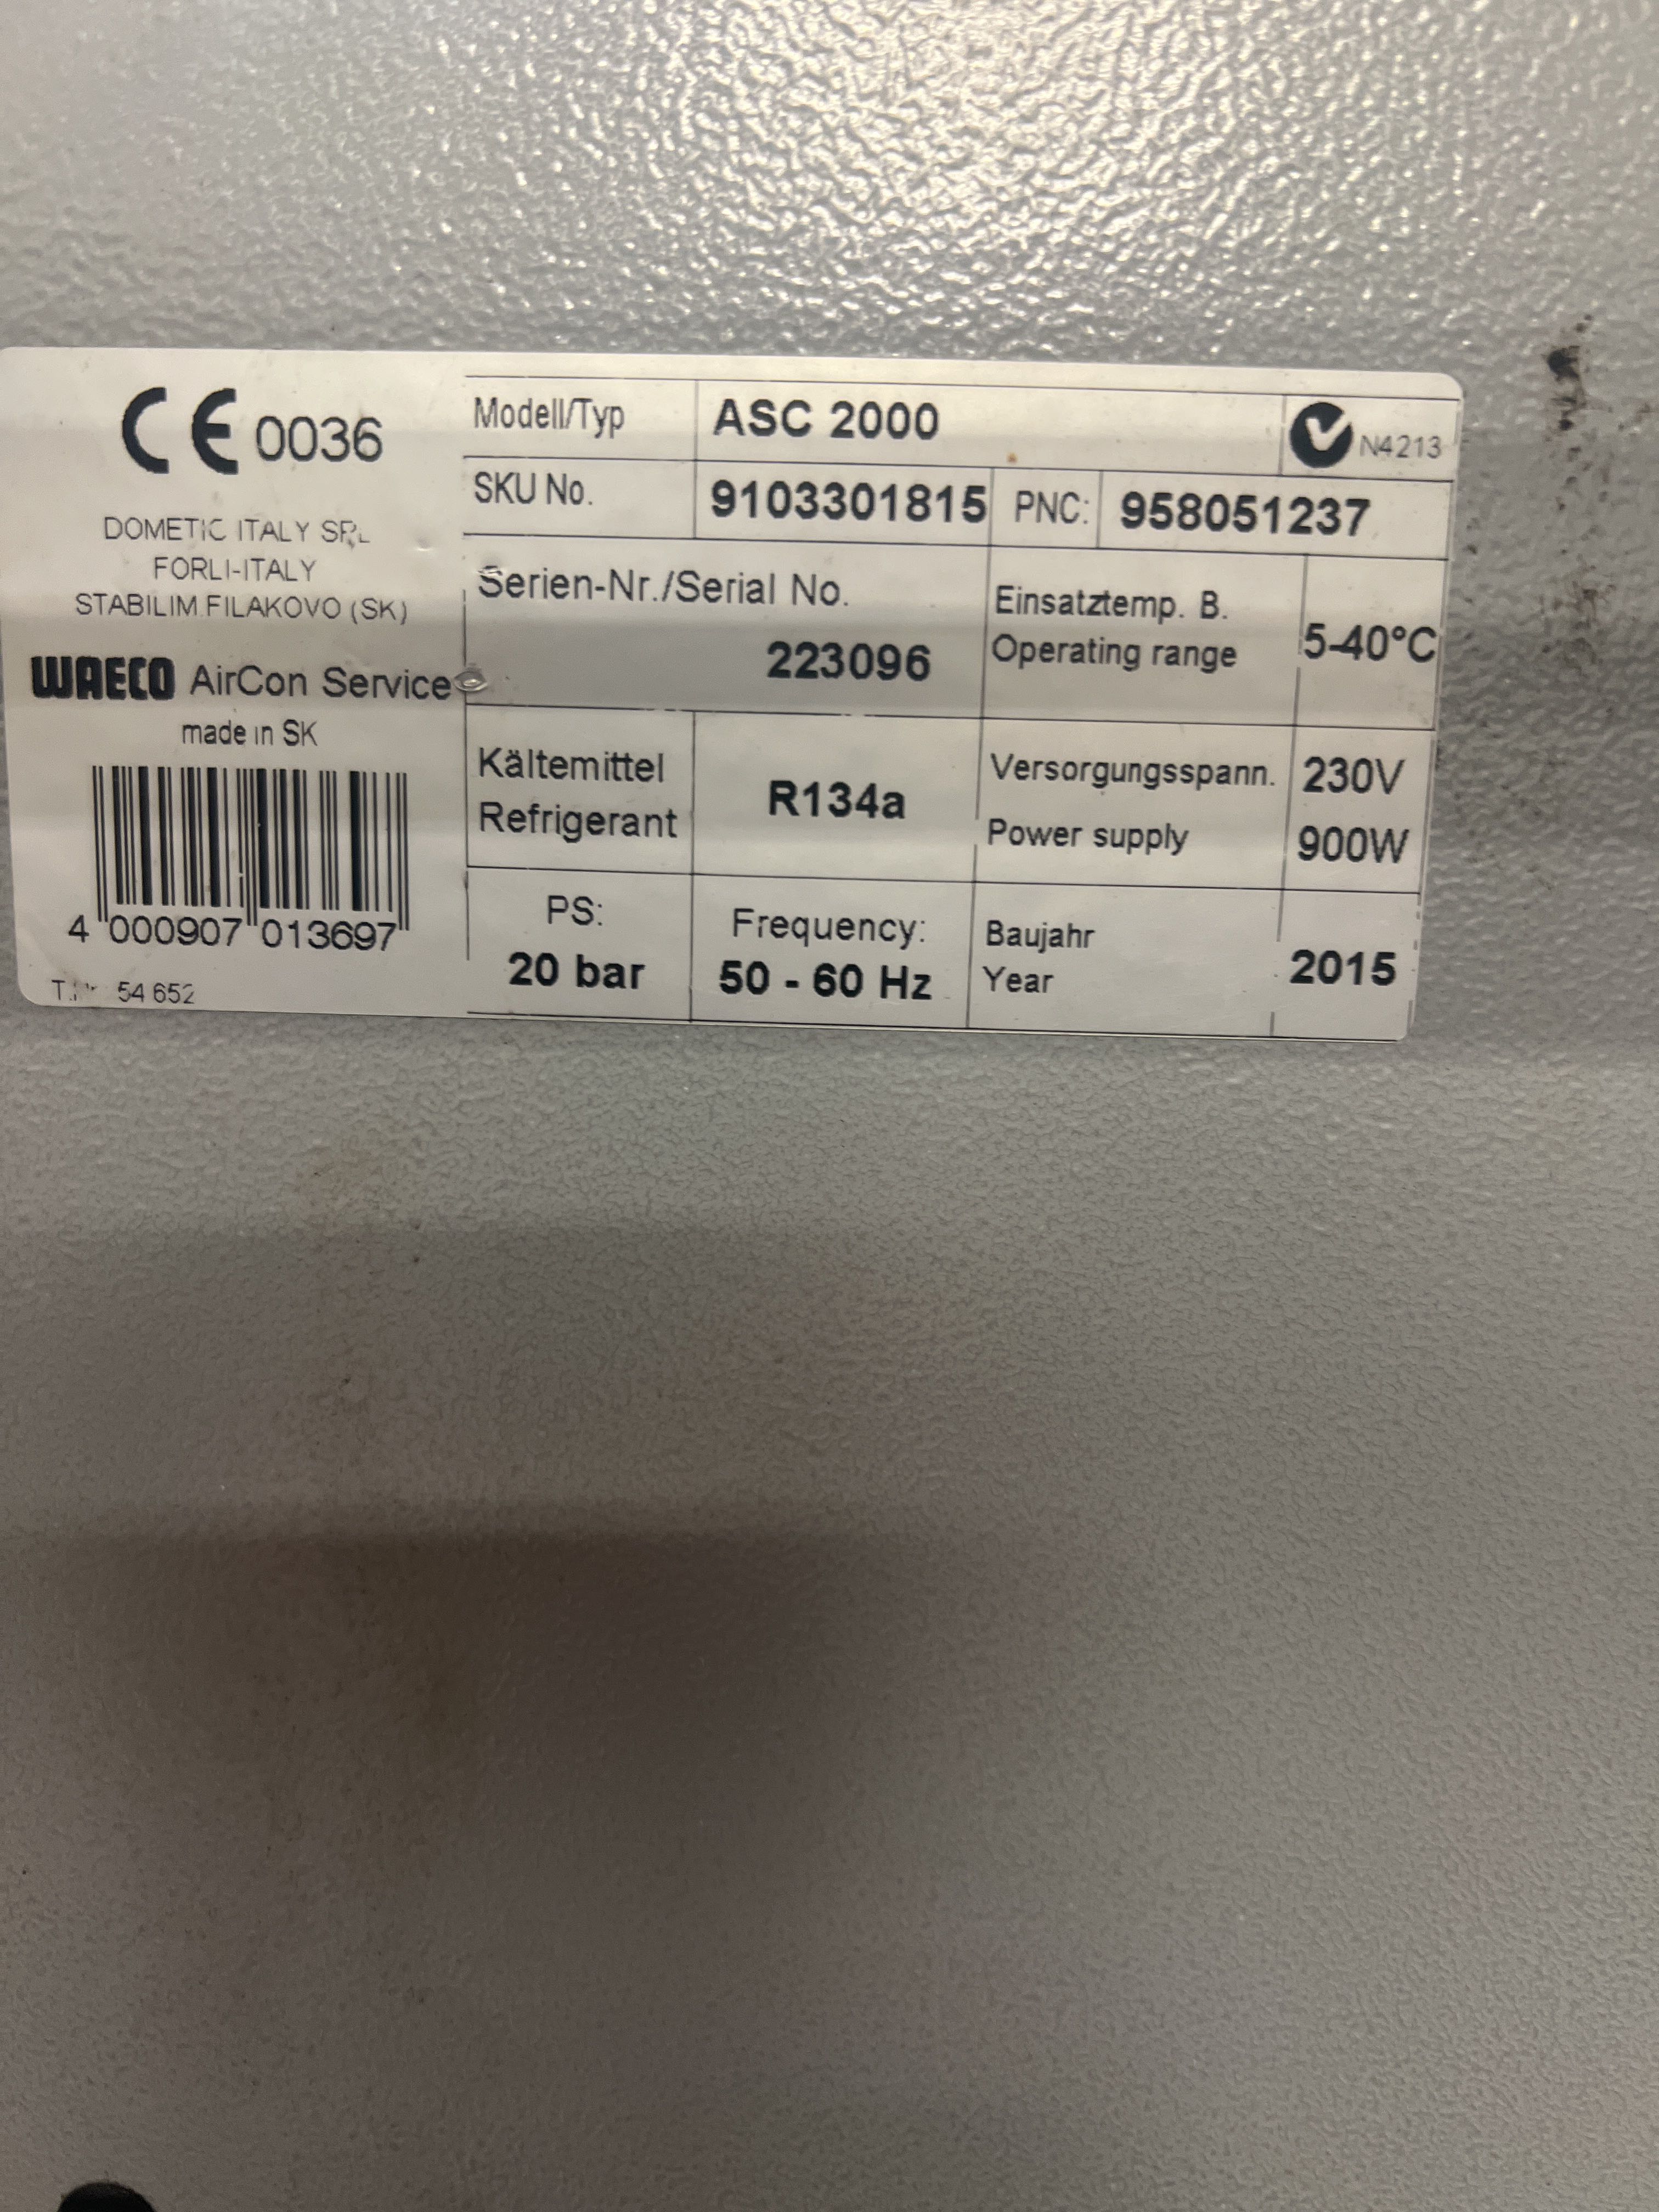 CE 0036
DOMETIC ITALY SRL
FORLI-ITALY
STABILIM.FILAKOVO (SK)
WAECO AirCon Service
made in SK
4 000907 013697
54 652
Modell/Typ ASC 2000 N4213
SKU No. 9103301815 PNC: 958051237
Serien-Nr./Serial No.
223096
Einsatztemp. B.
Operating range 5-40°C
Kältemittel
Refrigerant R134a
Versorgungsspann. 230V
Power supply 900W
PS:
20 bar
Frequency:
50 - 60 Hz
Baujahr
Year 2015